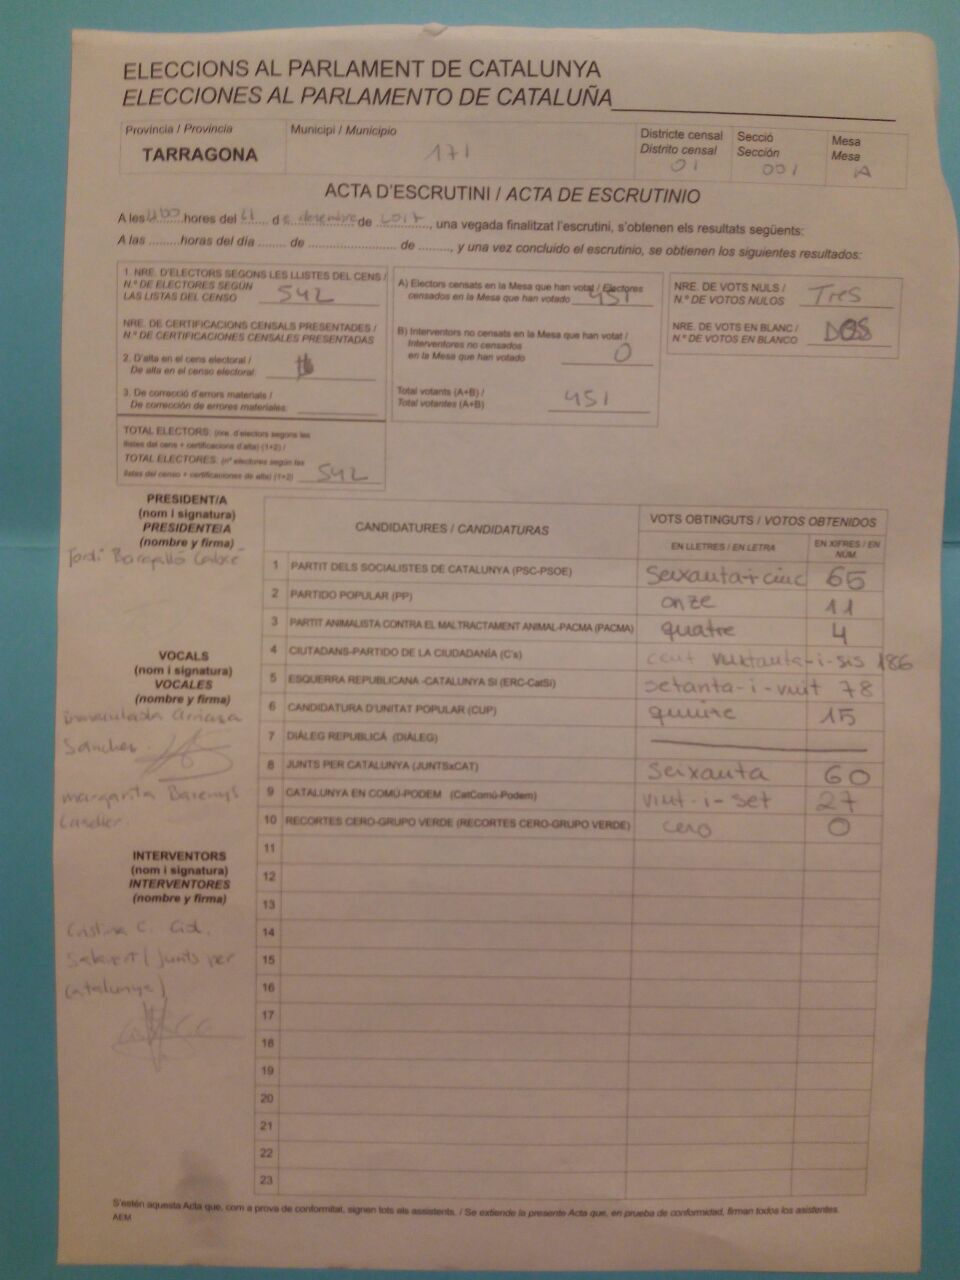 ELECCIONS AL PARLAMENT DE CATALUNYA
ELECCIONES AL PARLAMENTO DE CATALUÑA
Província / Provincia
TARRAGONA
Municipi / Municipio
171
Districte censal
Distrito censal
01
Secció
Sección
001
Mesa
Mesa
A
ACTA D'ESCRUTINI / ACTA DE ESCRUTINIO
A les hores del 21 de desembre de 2017, una vegada finalitzat l'escrutini, s'obtenen els resultats següents:
A las .........horas del día ....... de ....................... de ........, y una vez concluido el escrutinio, se obtienen los siguientes resultados:
1. NRE. D'ELECTORS SEGONS LES LLISTES DEL CENS /
N.º DE ELECTORES SEGÚN
LAS LISTAS DEL CENSO 542
NRE. DE CERTIFICACIONS CENSALS PRESENTADES /
N.º DE CERTIFICACIONES CENSALES PRESENTADAS
2. D'alta en el cens electoral /
De alta en el censo electoral:
3. De correcció d'errors materials /
De corrección de errores materiales:
TOTAL ELECTORS: (nre. d'electors segons les
llistes del cens + certificacions d'alta) (1+2) /
TOTAL ELECTORES: (nº electores según las
listas del censo + certificaciones de alta) (1+2) 542
A) Electors censats en la Mesa que han votat / Electores
censados en la Mesa que han votado 451
B) Interventors no censats en la Mesa que han votat /
Interventores no censados
en la Mesa que han votado 0
Total votants (A+B) /
Total votantes (A+B) 451
NRE. DE VOTS NULS /
N.º DE VOTOS NULOS Tres
NRE. DE VOTS EN BLANC /
N.º DE VOTOS EN BLANCO DOS
PRESIDENT/A
(nom i signatura)
PRESIDENTE/A
(nombre y firma)
Jordi Bargalló
VOCALS
(nom i signatura)
VOCALES
(nombre y firma)
Inmaculada
Sánchez
Margarita Barenys
INTERVENTORS
(nom i signatura)
INTERVENTORES
(nombre y firma)
Cristina C. Cid.
Salavert (Junts per
Catalunya)
CANDIDATURES / CANDIDATURAS
VOTS OBTINGUTS / VOTOS OBTENIDOS
EN LLETRES / EN LETRA
EN XIFRES / EN NÚM.
1 PARTIT DELS SOCIALISTES DE CATALUNYA (PSC-PSOE) Seixanta-i cinc 65
2 PARTIDO POPULAR (PP) onze 11
3 PARTIT ANIMALISTA CONTRA EL MALTRACTAMENT ANIMAL-PACMA (PACMA) quatre 4
4 CIUTADANS-PARTIDO DE LA CIUDADANÍA (C's) cent vuitanta-i-sis 186
5 ESQUERRA REPUBLICANA -CATALUNYA SÍ (ERC-CatSí) setanta-i-vuit 78
6 CANDIDATURA D'UNITAT POPULAR (CUP) quinze 15
7 DIÀLEG REPUBLICÀ (DIÀLEG)
8 JUNTS PER CATALUNYA (JUNTSxCAT) Seixanta 60
9 CATALUNYA EN COMÚ-PODEM (CatComú-Podem) vint-i-set 27
10 RECORTES CERO-GRUPO VERDE (RECORTES CERO-GRUPO VERDE) cero 0
11
12
13
14
15
16
17
18
19
20
21
22
23
S'estén aquesta Acta que, com a prova de conformitat, signen tots els assistents. / Se extiende la presente Acta que, en prueba de conformidad, firman todos los asistentes.
AEM